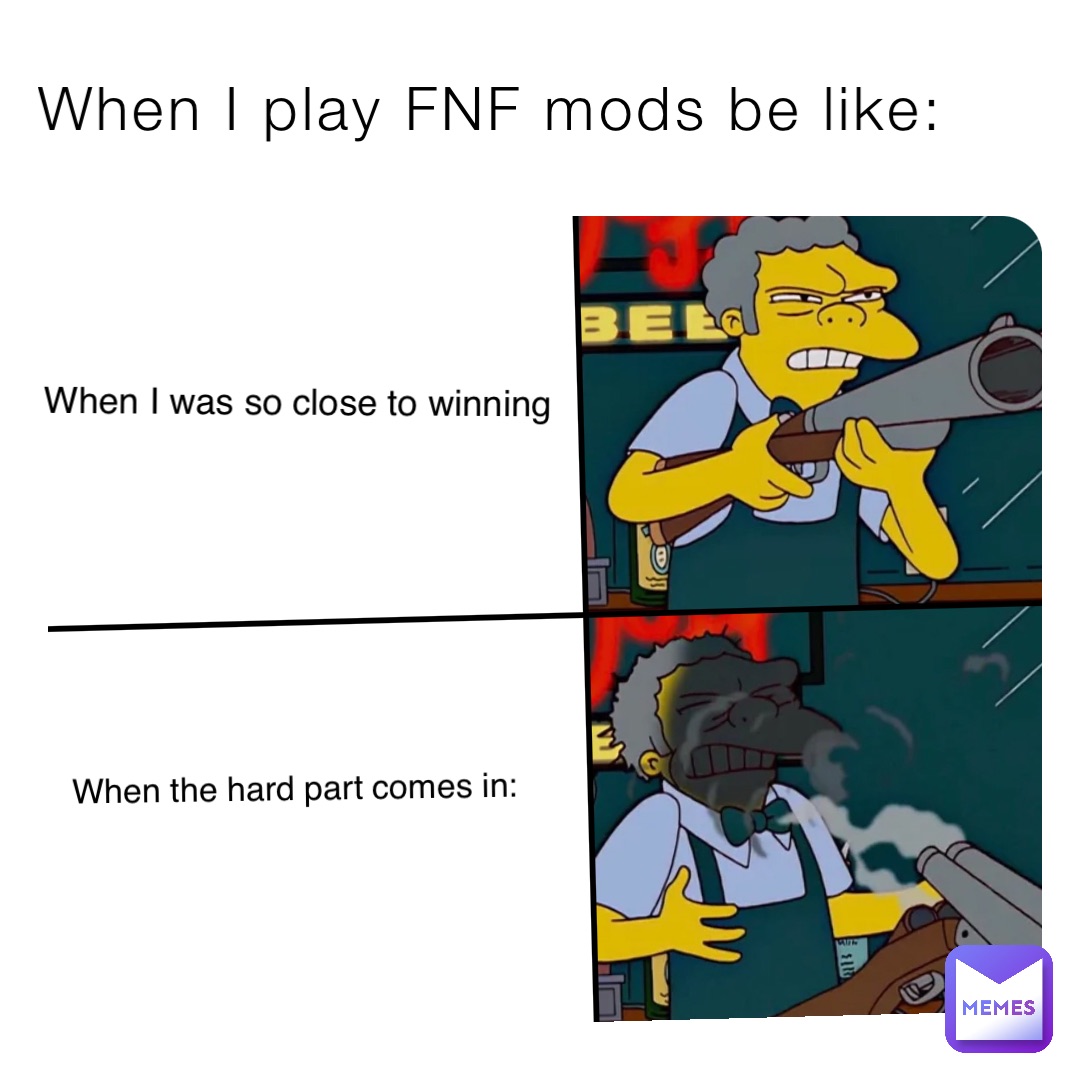 When I play FNF mods be like:
BEE
When I was so close to winning
E
When the hard part comes in:
MEMES